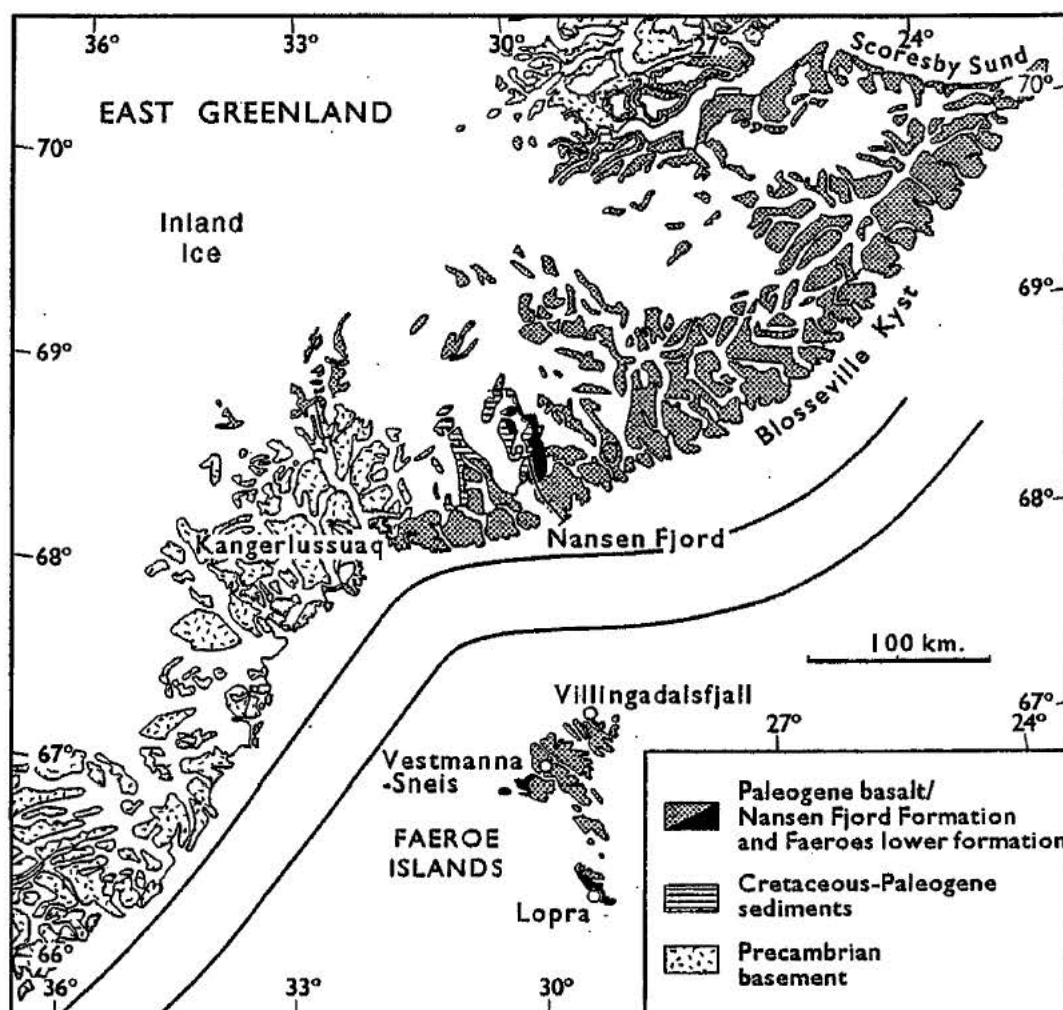 36°
33°
30°
27°
24°
Scoresby Sund
70°
EAST GREENLAND
70°
Inland
Ice
69°
69°
Blosseville Kyst
68°
Kangerlussuaq
Nansen Fjord
68°
100 km.
Villingadalsfjall
67°
27°
24°
67°
Vestmanna
-Sneis
FAEROE
ISLANDS
Lopra
Paleogene basalt/
Nansen Fjord Formation
and Faeroes lower formation
Cretaceous-Paleogene
sediments
Precambrian
basement
66°
36°
33°
30°